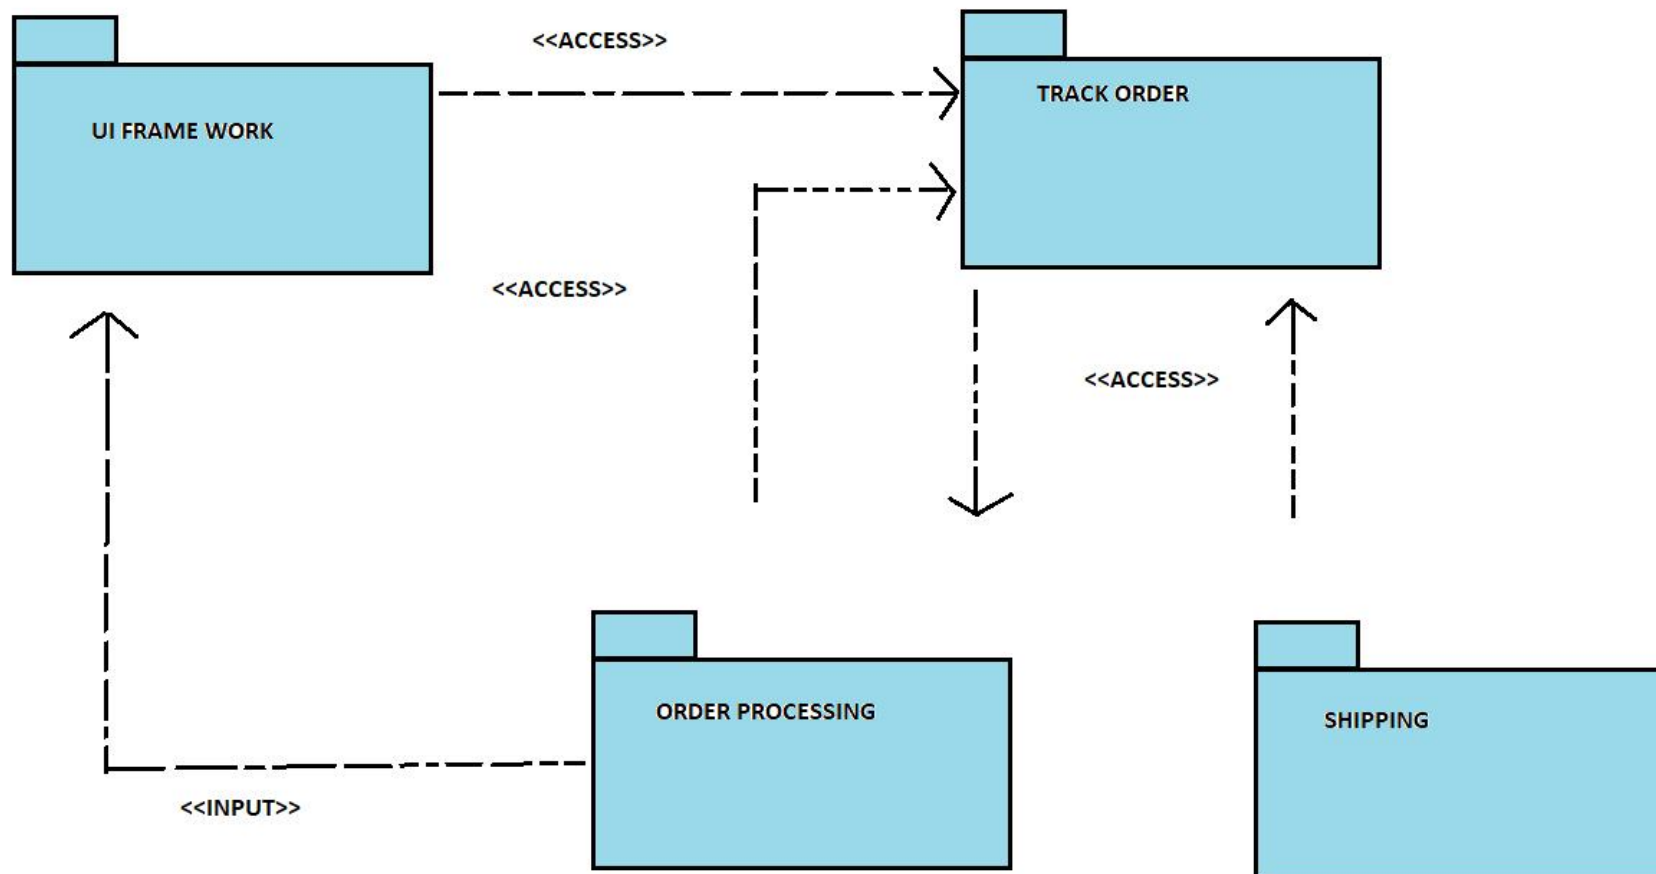 <<ACCESS>>
UI FRAME WORK
TRACK ORDER
<<ACCESS>>
<<ACCESS>>
ORDER PROCESSING
SHIPPING
<<INPUT>>